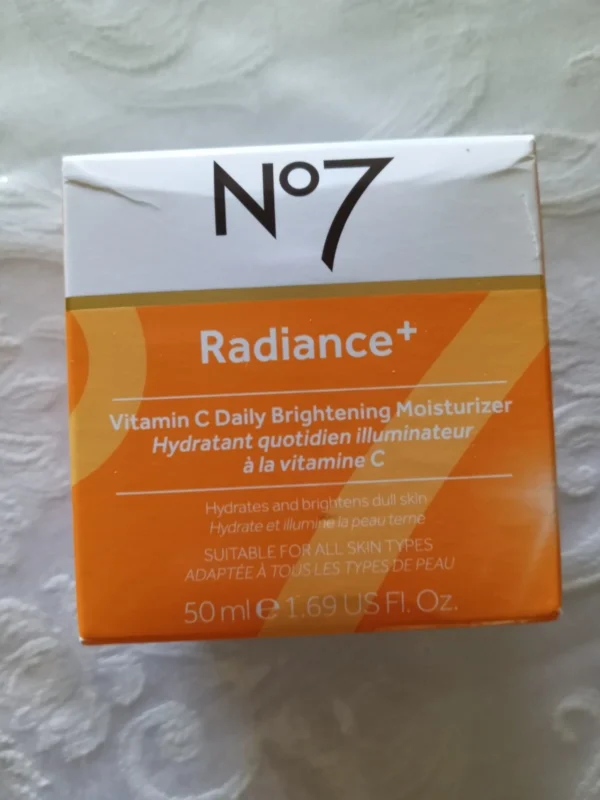 Nº7
Radiance+
Vitamin C Daily Brightening Moisturizer
Hydratant quotidien illuminateur
à la vitamine C
Hydrates and brightens dull skin
Hydrate et illumine la peau terne
SUITABLE FOR ALL SKIN TYPES
ADAPTÉE À TOUS LES TYPES DE PEAU
50 ml ℮ 1.69 US Fl. Oz.